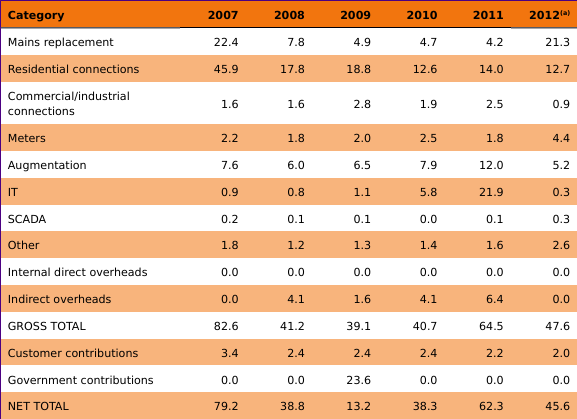 Category 2007 2008 2009 2010 2011 2012(a)
Mains replacement 22.4 7.8 4.9 4.7 4.2 21.3
Residential connections 45.9 17.8 18.8 12.6 14.0 12.7
Commercial/industrial
connections 1.6 1.6 2.8 1.9 2.5 0.9
Meters 2.2 1.8 2.0 2.5 1.8 4.4
Augmentation 7.6 6.0 6.5 7.9 12.0 5.2
IT 0.9 0.8 1.1 5.8 21.9 0.3
SCADA 0.2 0.1 0.1 0.0 0.1 0.3
Other 1.8 1.2 1.3 1.4 1.6 2.6
Internal direct overheads 0.0 0.0 0.0 0.0 0.0 0.0
Indirect overheads 0.0 4.1 1.6 4.1 6.4 0.0
GROSS TOTAL 82.6 41.2 39.1 40.7 64.5 47.6
Customer contributions 3.4 2.4 2.4 2.4 2.2 2.0
Government contributions 0.0 0.0 23.6 0.0 0.0 0.0
NET TOTAL 79.2 38.8 13.2 38.3 62.3 45.6